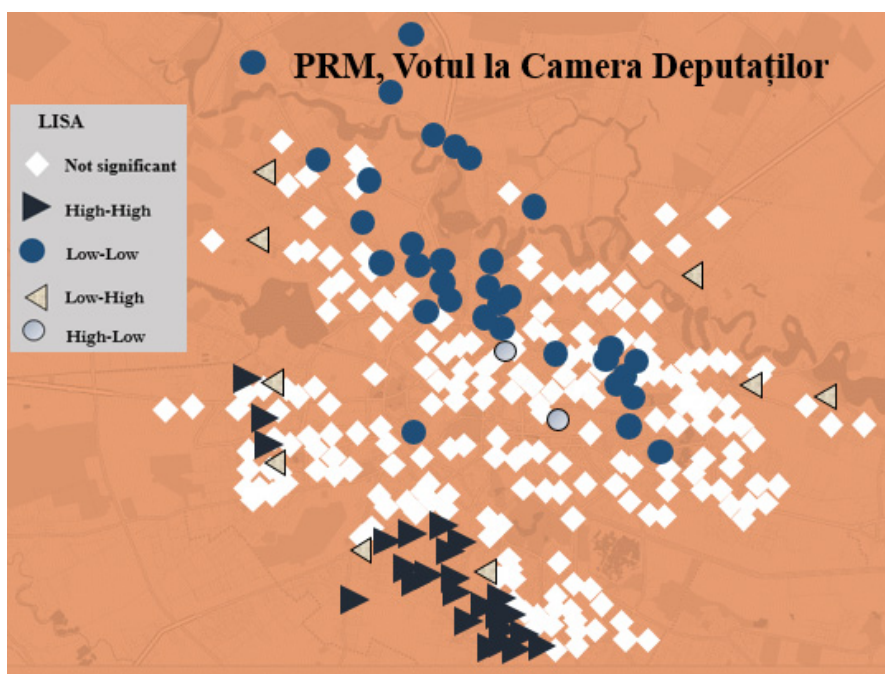 PRM, Votul la Camera Deputaților
LISA
Not significant
High-High
Low-Low
Low-High
High-Low